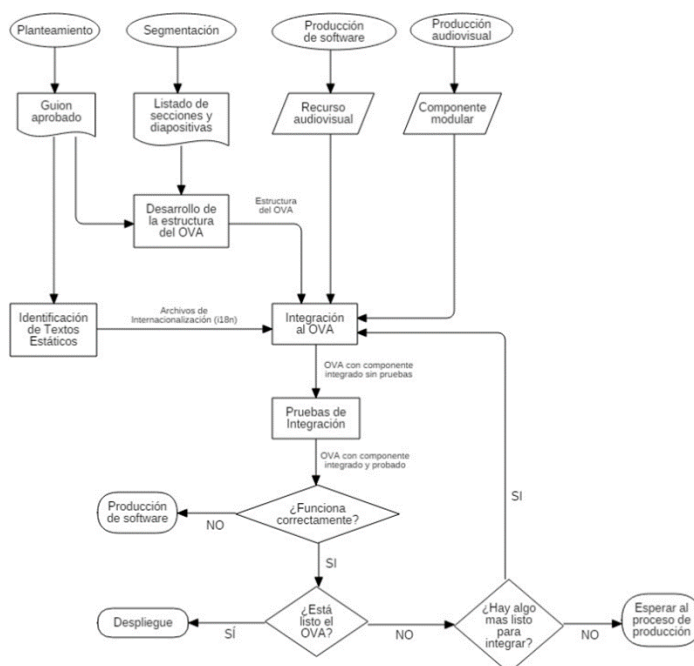 Planteamiento
Segmentación
Producción
de software
Producción
audiovisual
Guion
aprobado
Listado de
secciones y
diapositivas
Recurso
audiovisual
Componente
modular
Desarrollo de
la estructura
del OVA
Estructura
del OVA
Identificación
de Textos
Estáticos
Archivos de
Internacionalización (i18n)
Integración
al OVA
OVA con componente
integrado sin pruebas
Pruebas de
Integración
OVA con componente
integrado y probado
¿Funciona
correctamente?
NO
Producción
de software
SI
SI
¿Está
listo el
OVA?
SÍ
Despliegue
NO
¿Hay algo
mas listo
para
integrar?
NO
Esperar al
proceso de
producción